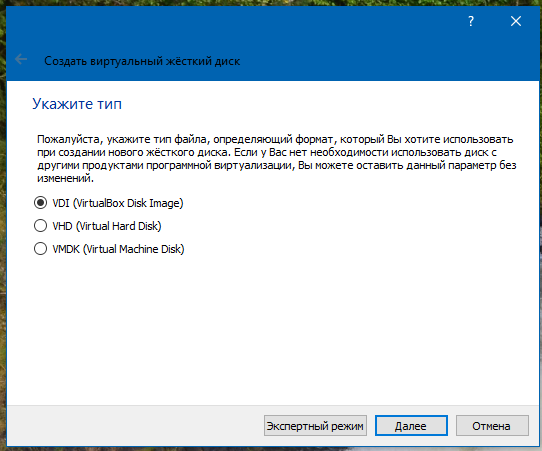 ?
Создать виртуальный жёсткий диск
Укажите тип
Пожалуйста, укажите тип файла, определяющий формат, который Вы хотите использовать
при создании нового жёсткого диска. Если у Вас нет необходимости использовать диск с
другими продуктами программной виртуализации, Вы можете оставить данный параметр без
изменений.
VDI (VirtualBox Disk Image)
VHD (Virtual Hard Disk)
VMDK (Virtual Machine Disk)
Экспертный режим Далее Отмена